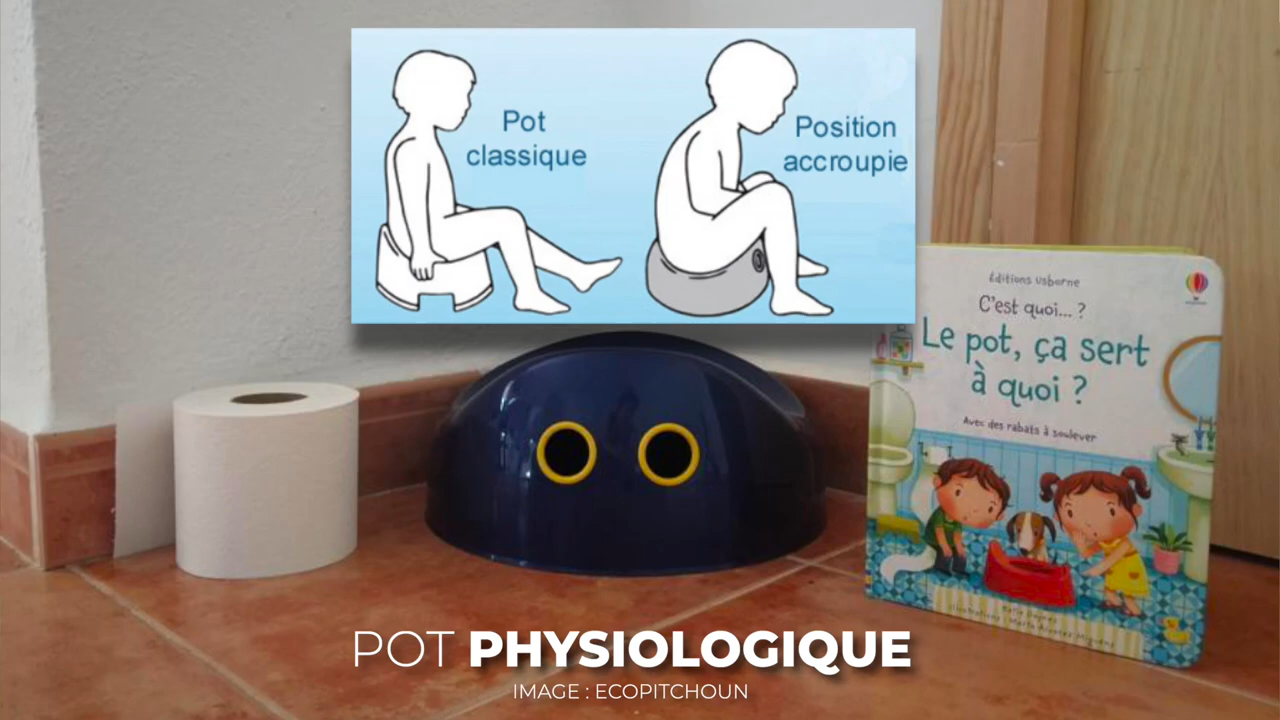 Pot
classique
Position
accroupie
éditions usborne
C'est quoi... ?
Le pot, ça sert
à quoi ?
Avec des rabats à soulever
POT PHYSIOLOGIQUE
IMAGE : ECOPITCHOUN